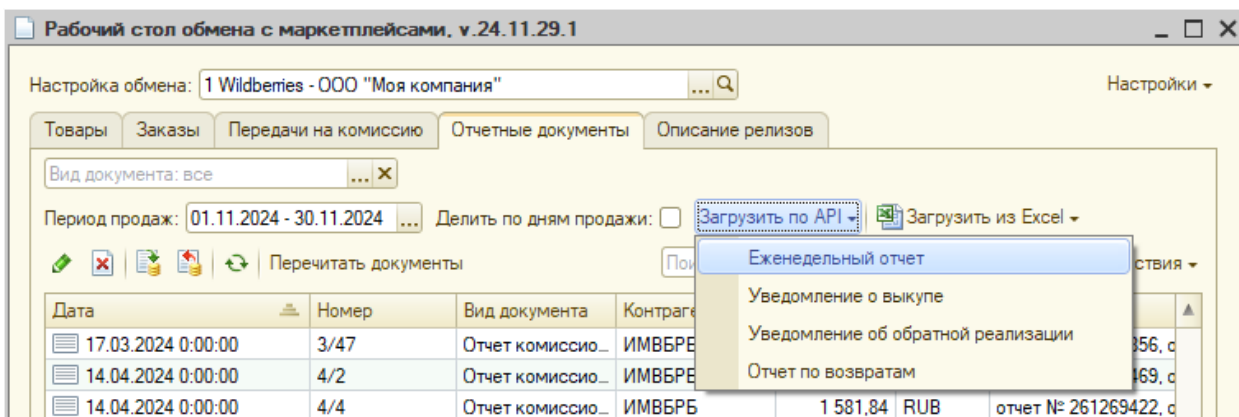 Рабочий стол обмена с маркетплейсами, v.24.11.29.1
Настройка обмена: 1 Wildberries - ООО "Моя компания" ... Настройки
Товары Заказы Передачи на комиссию Отчетные документы Описание релизов
Вид документа: все ...
Период продаж: 01.11.2024 - 30.11.2024 ... Делить по дням продажи: Загрузить по API Загрузить из Excel
Перечитать документы
Еженедельный отчет
Уведомление о выкупе
Уведомление об обратной реализации
Отчет по возвратам
Дата Номер Вид документа
17.03.2024 0:00:00 3/47 Отчет комиссио...
14.04.2024 0:00:00 4/2 Отчет комиссио...
14.04.2024 0:00:00 4/4 Отчет комиссио... ИМВБРБ 1 581,84 RUB отчет № 261269422, с